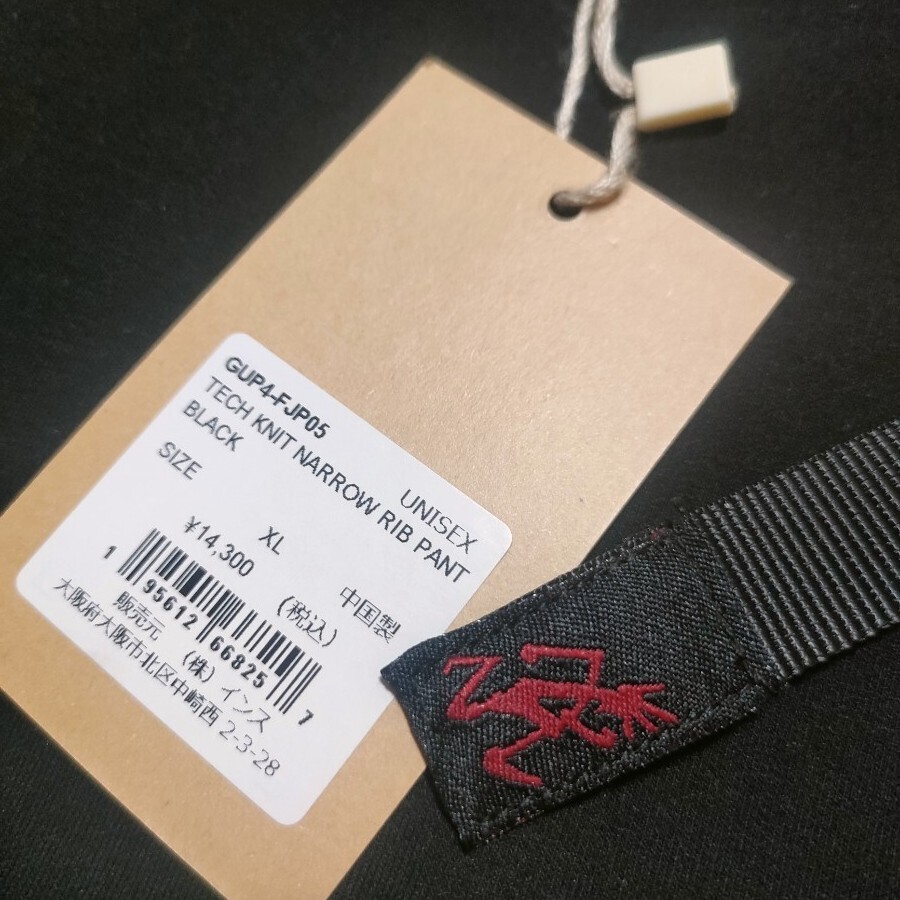 GUP4-FJP05
UNISEX
TECH KNIT NARROW RIB PANT
BLACK
SIZE
XL
中国製
¥14,300
(税込)
1 95612 66825 7
販売元 (株)インス
大阪府大阪市北区中崎西 2-3-28